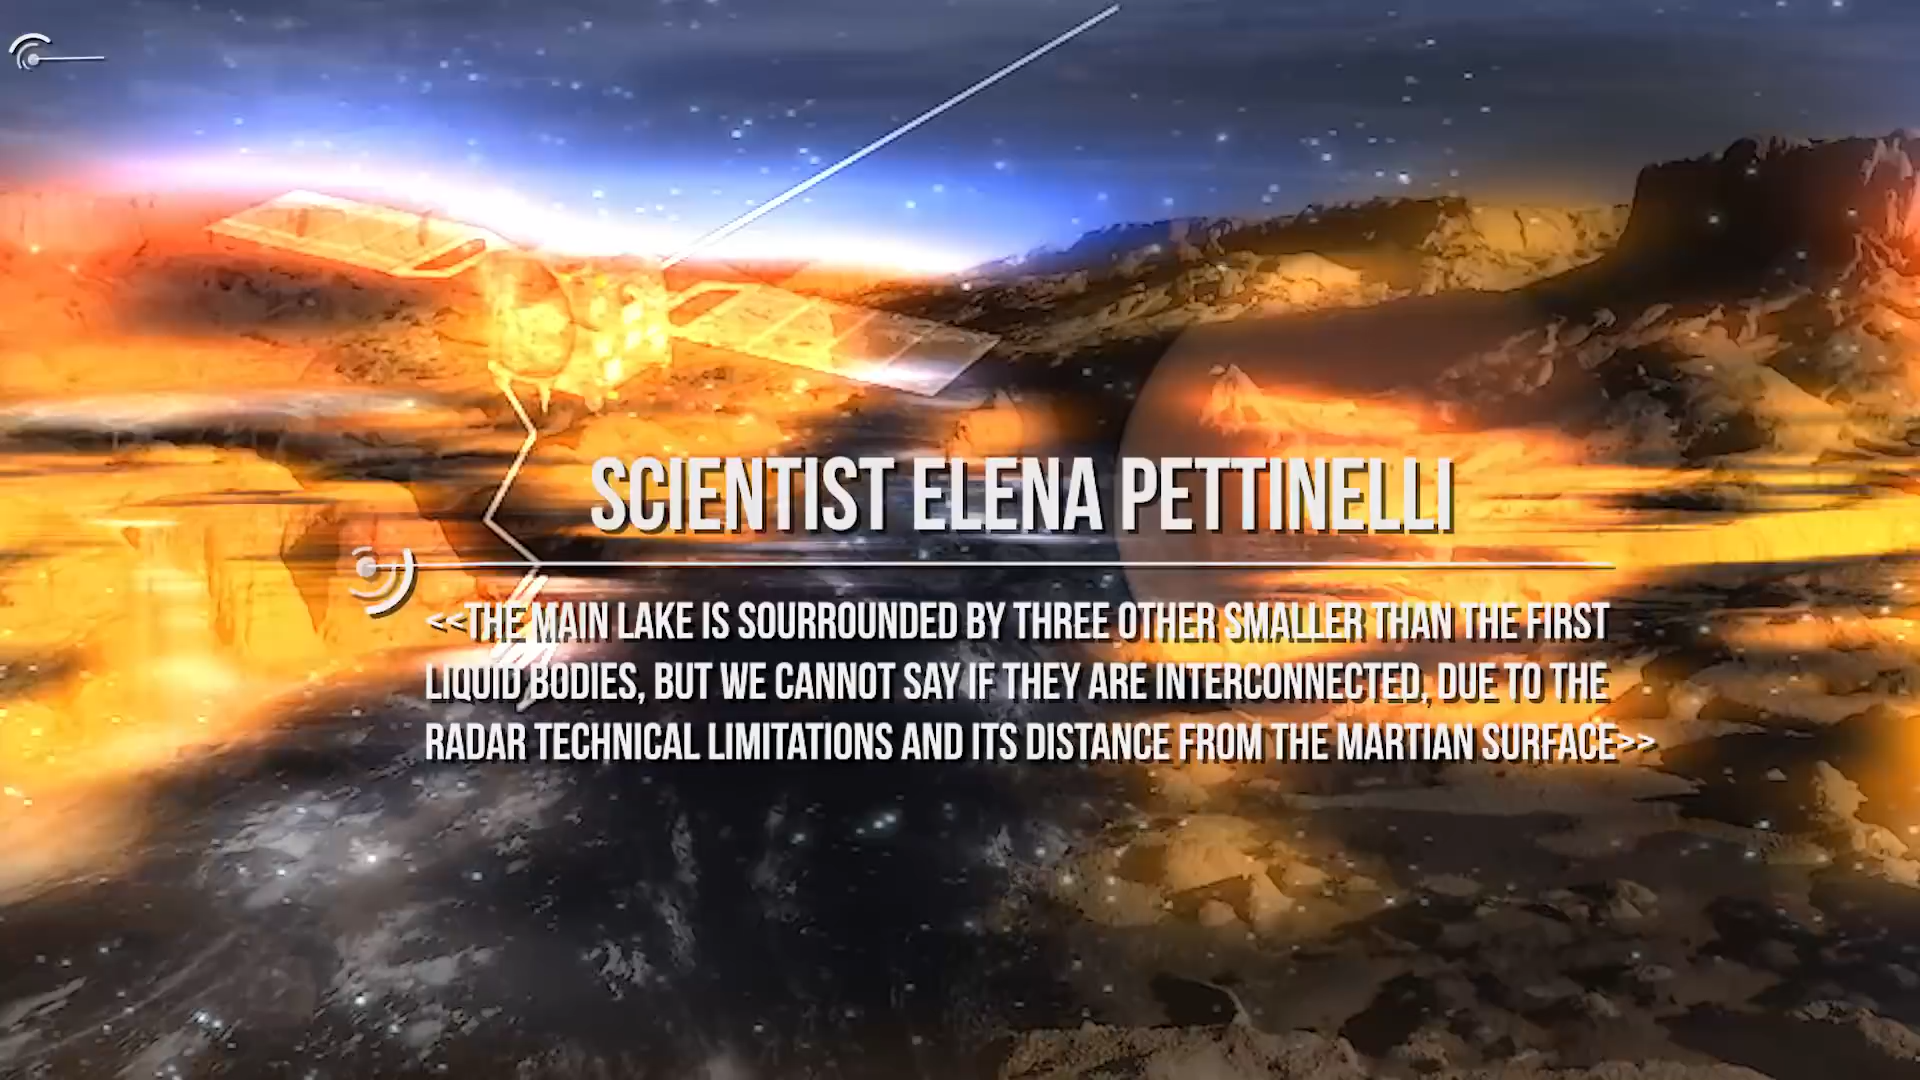 SCIENTIST ELENA PETTINELLI
<<THE MAIN LAKE IS SOURROUNDED BY THREE OTHER SMALLER THAN THE FIRST
LIQUID BODIES, BUT WE CANNOT SAY IF THEY ARE INTERCONNECTED, DUE TO THE
RADAR TECHNICAL LIMITATIONS AND ITS DISTANCE FROM THE MARTIAN SURFACE>>